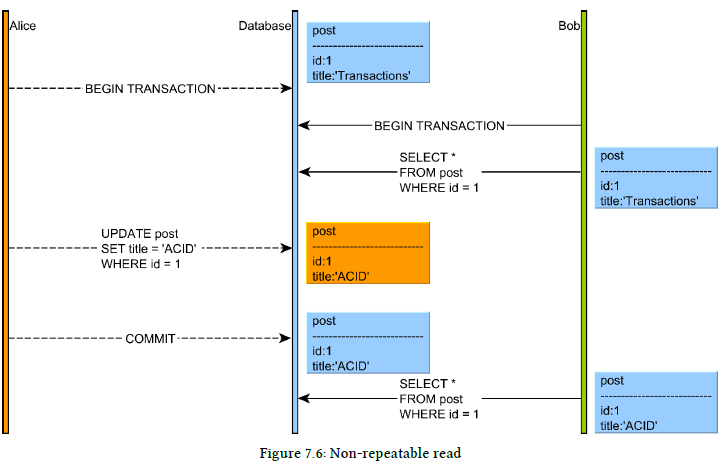 Alice
Database
post
--------------------------
id:1
title:'Transactions'
Bob
BEGIN TRANSACTION
BEGIN TRANSACTION
SELECT *
FROM post
WHERE id = 1
post
--------------------------
id:1
title:'Transactions'
UPDATE post
SET title = 'ACID'
WHERE id = 1
post
--------------------------
id:1
title:'ACID'
COMMIT
post
--------------------------
id:1
title:'ACID'
SELECT *
FROM post
WHERE id = 1
post
--------------------------
id:1
title:'ACID'
Figure 7.6: Non-repeatable read